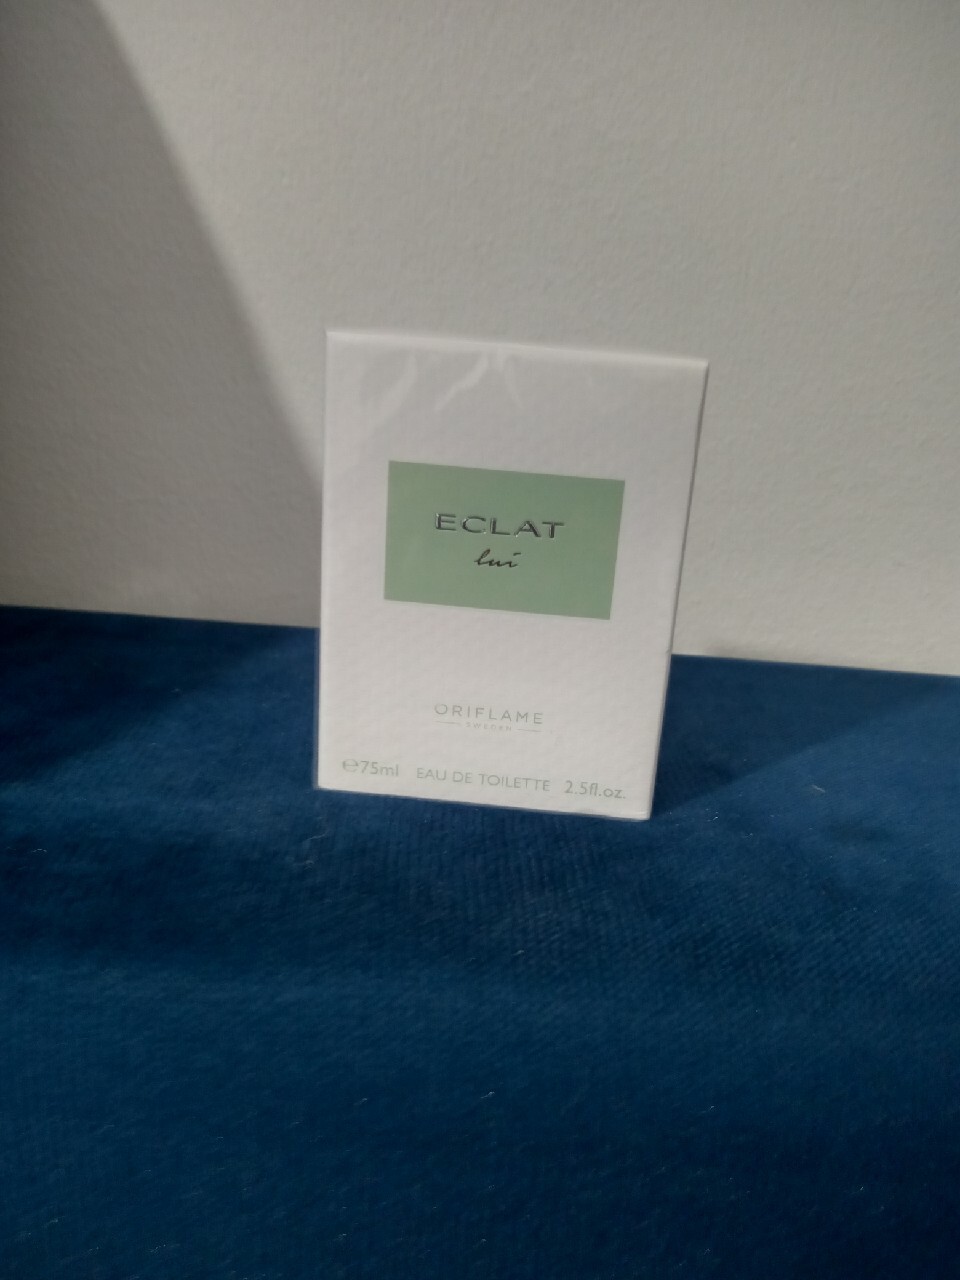 ECLAT
lui
ORIFLAME
SWEDEN
℮75ml EAU DE TOILETTE 2.5fl.oz.